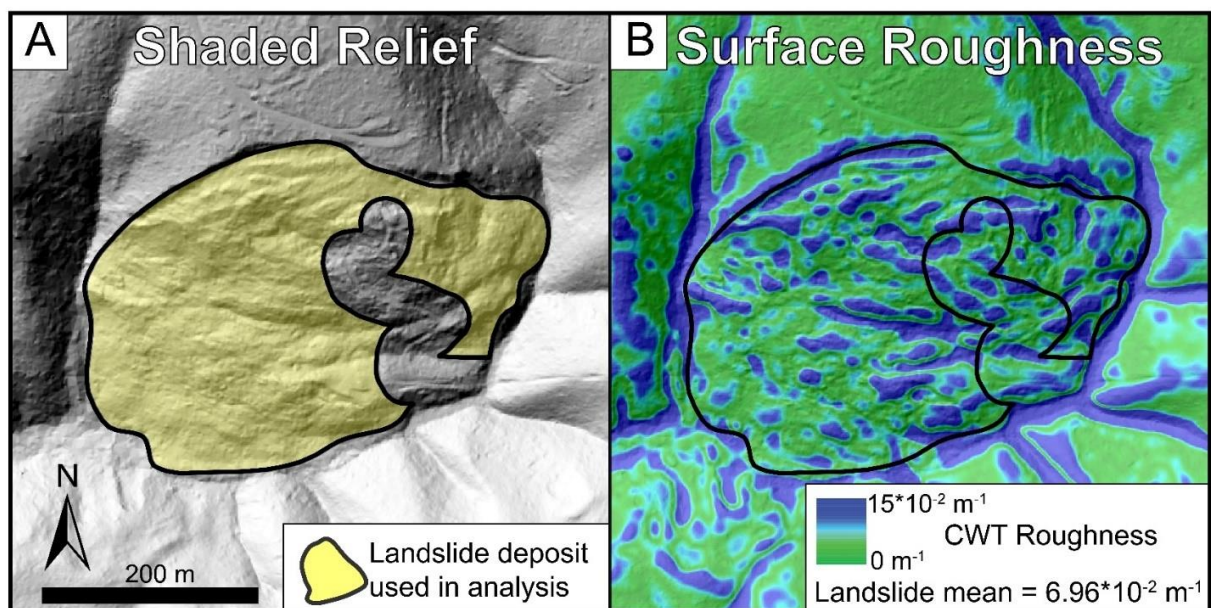 A
Shaded Relief
N
200 m
Landslide deposit
used in analysis
B
Surface Roughness
15*10⁻² m⁻¹
CWT Roughness
0 m⁻¹
Landslide mean = 6.96*10⁻² m⁻¹